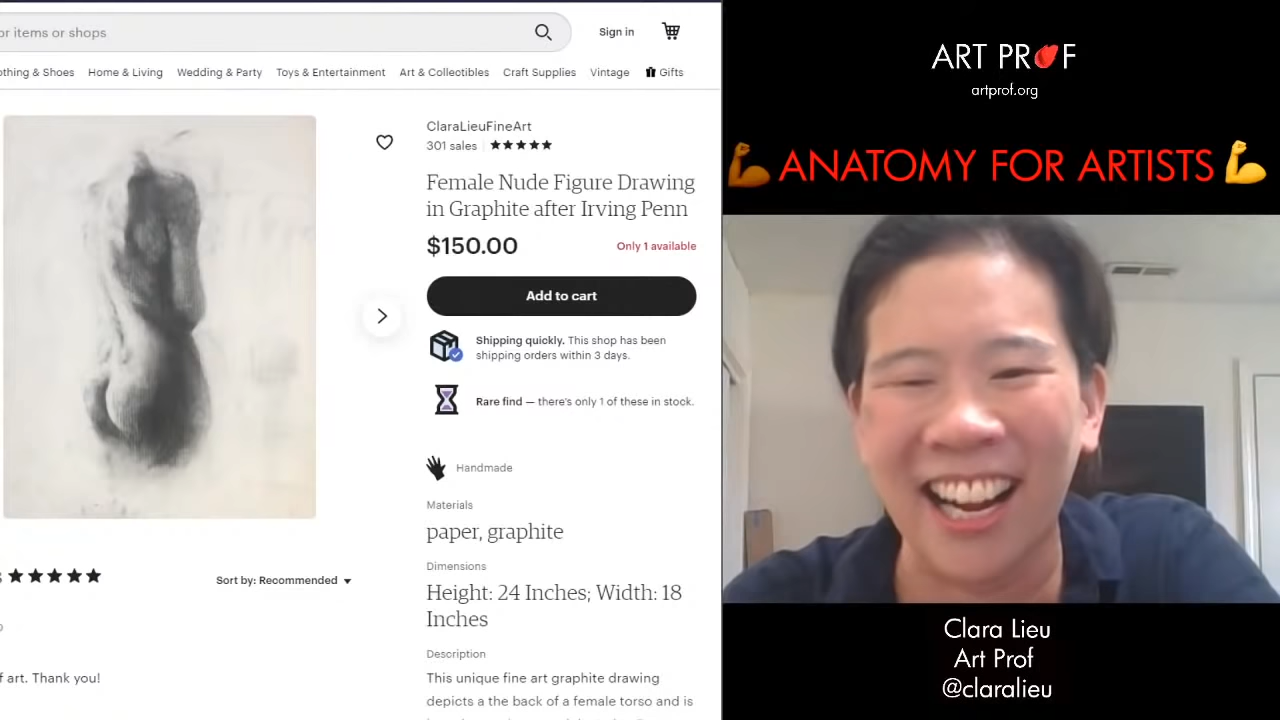 or items or shops
Sign in
othing & Shoes
Home & Living
Wedding & Party
Toys & Entertainment
Art & Collectibles
Craft Supplies
Vintage
Gifts
ClaraLieuFineArt
301 sales
Female Nude Figure Drawing
in Graphite after Irving Penn
$150.00
Only 1 available
Add to cart
Shipping quickly. This shop has been
shipping orders within 3 days.
Rare find — there's only 1 of these in stock.
Handmade
Materials
paper, graphite
Dimensions
Height: 24 Inches; Width: 18
Inches
Description
This unique fine art graphite drawing
depicts a the back of a female torso and is
Sort by: Recommended
f art. Thank you!
ART PROF
artprof.org
ANATOMY FOR ARTISTS
Clara Lieu
Art Prof
@claralieu